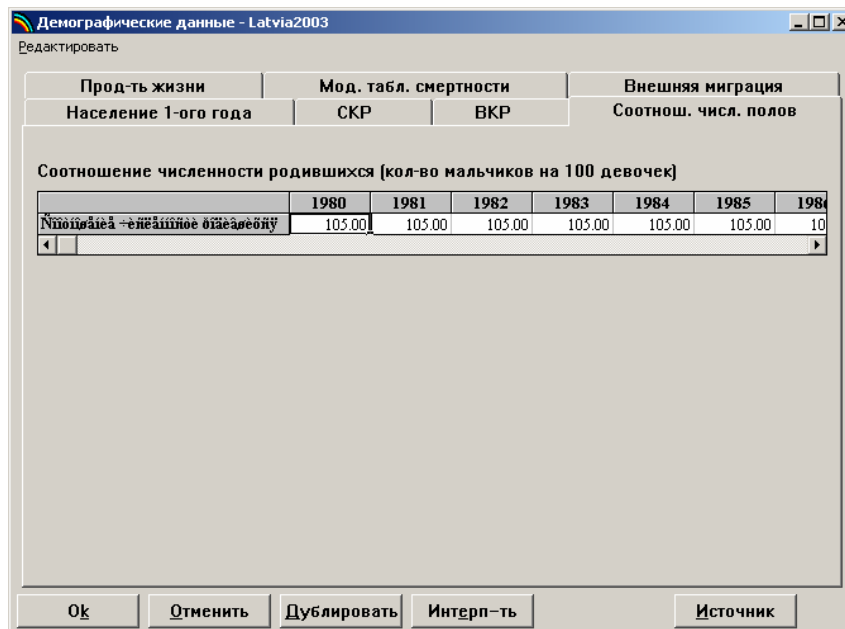 Демографические данные - Latvia2003
Редактировать
Прод-ть жизни Мод. табл. смертности Внешняя миграция
Население 1-ого года СКР ВКР Соотнош. числ. полов
Соотношение численности родившихся (кол-во мальчиков на 100 девочек)
1980 1981 1982 1983 1984 1985
105.00 105.00 105.00 105.00 105.00 105.00 10
Ok Отменить Дублировать Интерп-ть Источник